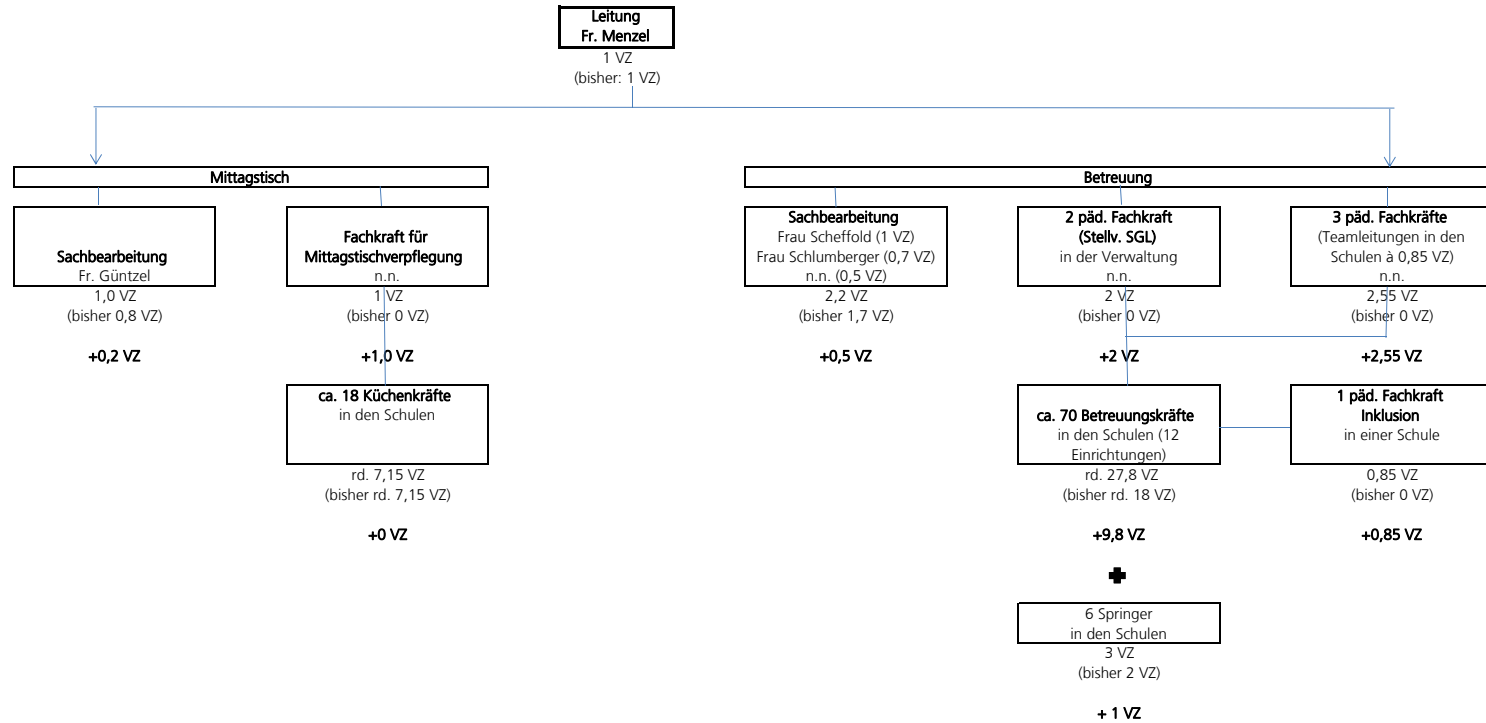 Leitung
Fr. Menzel
1 VZ
(bisher: 1 VZ)
Mittagstisch
Sachbearbeitung
Fr. Güntzel
1,0 VZ
(bisher 0,8 VZ)
+0,2 VZ
Fachkraft für
Mittagstischverpflegung
n.n.
1 VZ
(bisher 0 VZ)
+1,0 VZ
ca. 18 Küchenkräfte
in den Schulen
rd. 7,15 VZ
(bisher rd. 7,15 VZ)
+0 VZ
Betreuung
Sachbearbeitung
Frau Scheffold (1 VZ)
Frau Schlumberger (0,7 VZ)
n.n. (0,5 VZ)
2,2 VZ
(bisher 1,7 VZ)
+0,5 VZ
2 päd. Fachkraft
(Stellv. SGL)
in der Verwaltung
n.n.
2 VZ
(bisher 0 VZ)
+2 VZ
3 päd. Fachkräfte
(Teamleitungen in den
Schulen à 0,85 VZ)
n.n.
2,55 VZ
(bisher 0 VZ)
+2,55 VZ
ca. 70 Betreuungskräfte
in den Schulen (12
Einrichtungen)
rd. 27,8 VZ
(bisher rd. 18 VZ)
+9,8 VZ
1 päd. Fachkraft
Inklusion
in einer Schule
0,85 VZ
(bisher 0 VZ)
+0,85 VZ
6 Springer
in den Schulen
3 VZ
(bisher 2 VZ)
+ 1 VZ